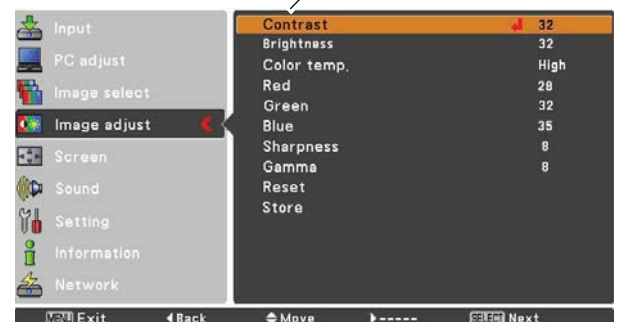 Input
PC adjust
Image select
Image adjust
Screen
Sound
Setting
Information
Network
Contrast 32
Brightness 32
Color temp. High
Red 28
Green 32
Blue 35
Sharpness 8
Gamma 8
Reset
Store
MENU Exit Back Move ----- SELECT Next